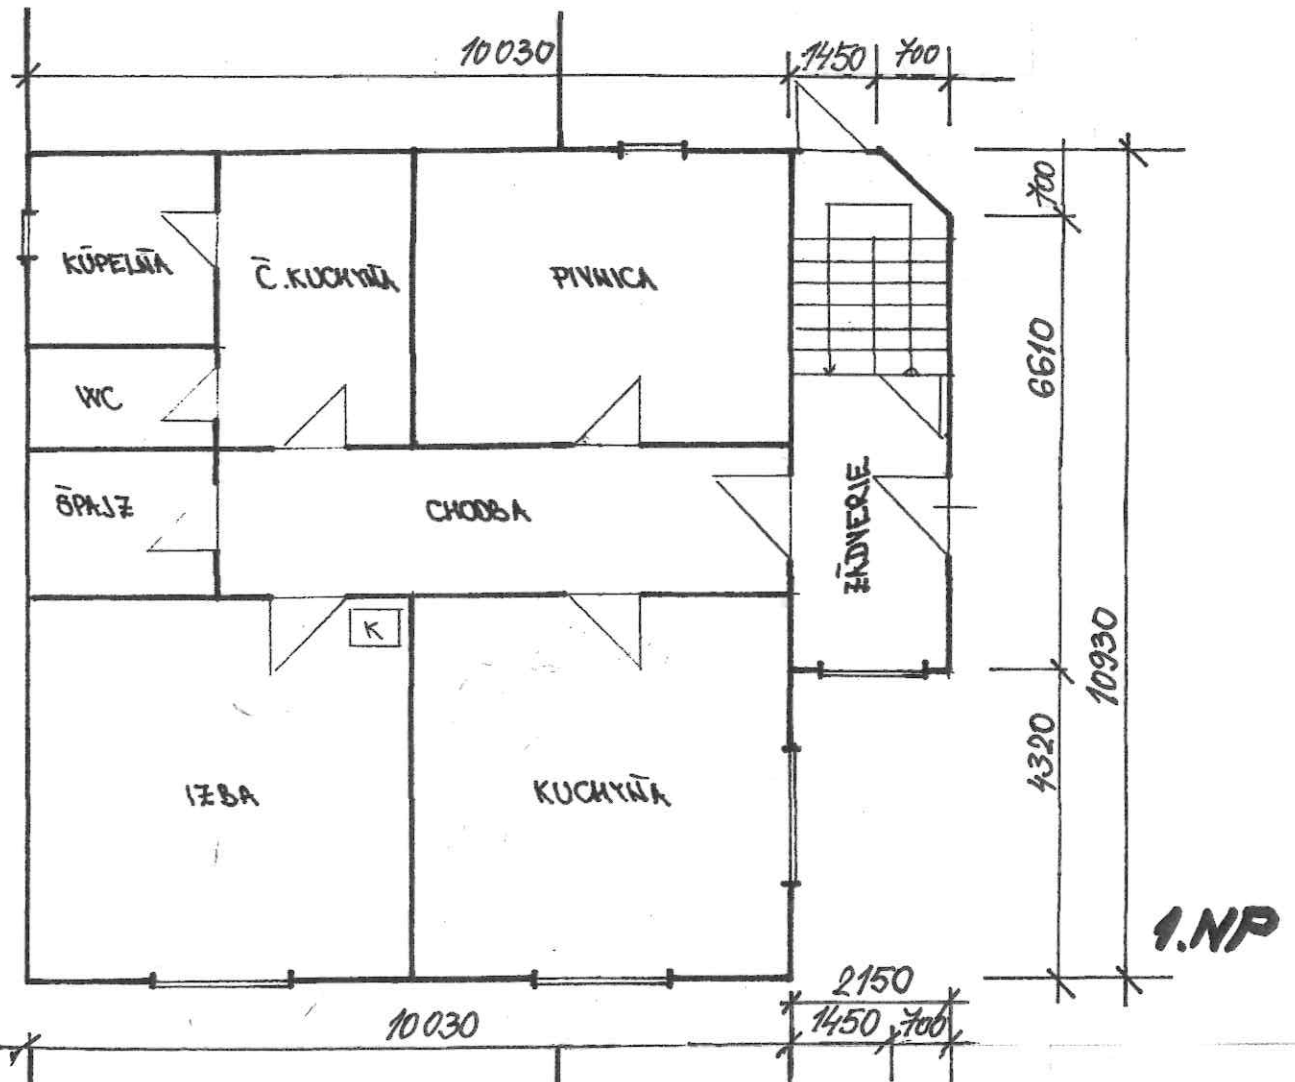 10030
1450
700
700
KÚPELŇA
Č.KUCHYŇA
PIVNICA
6610
WC
ŠPAJZ
CHODBA
ZÁDVERIE
K
10930
4320
IZBA
KUCHYŇA
1.NP
2150
10030
1450
700